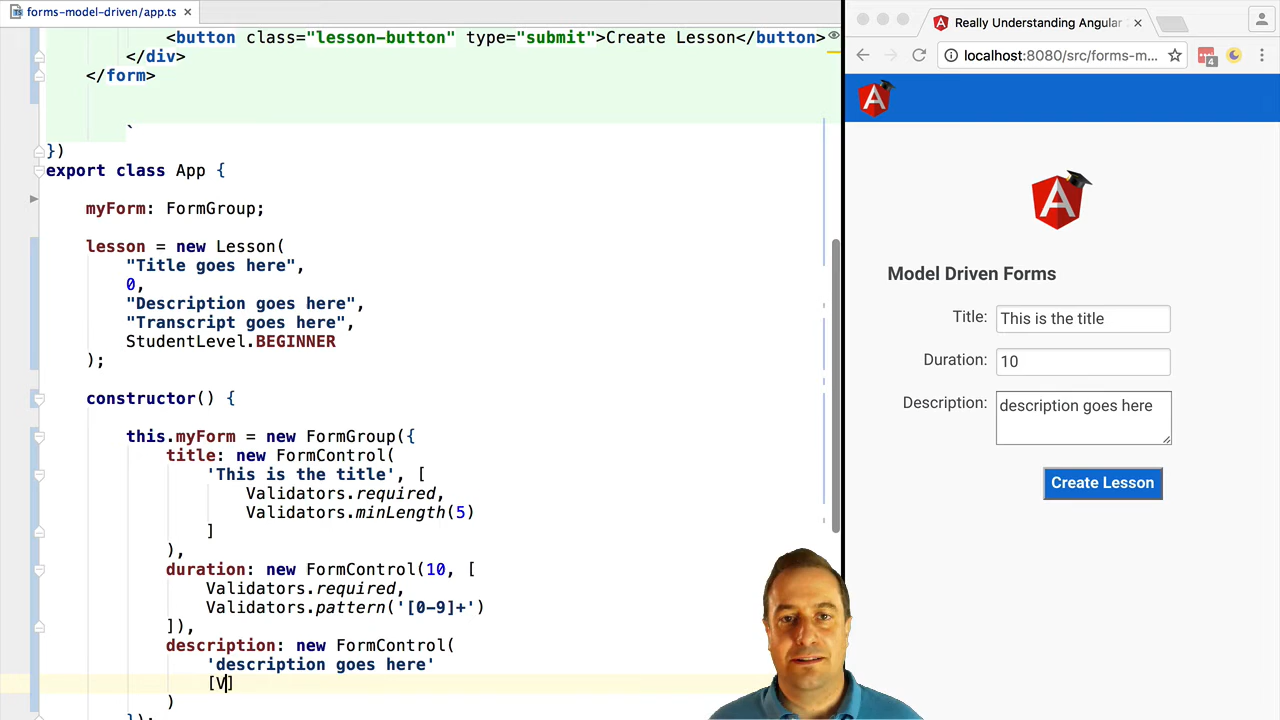 forms-model-driven/app.ts
<button class="lesson-button" type="submit">Create Lesson</button>
</div>
</form>
`
})
export class App {
myForm: FormGroup;
lesson = new Lesson(
"Title goes here",
0,
"Description goes here",
"Transcript goes here",
StudentLevel.BEGINNER
);
constructor() {
this.myForm = new FormGroup({
title: new FormControl(
'This is the title', [
Validators.required,
Validators.minLength(5)
]
),
duration: new FormControl(10, [
Validators.required,
Validators.pattern('[0-9]+')
]),
description: new FormControl(
'description goes here'
[V]
)
});
Really Understanding Angular
localhost:8080/src/forms-m...
4
A
A
Model Driven Forms
Title: This is the title
Duration: 10
Description: description goes here
Create Lesson